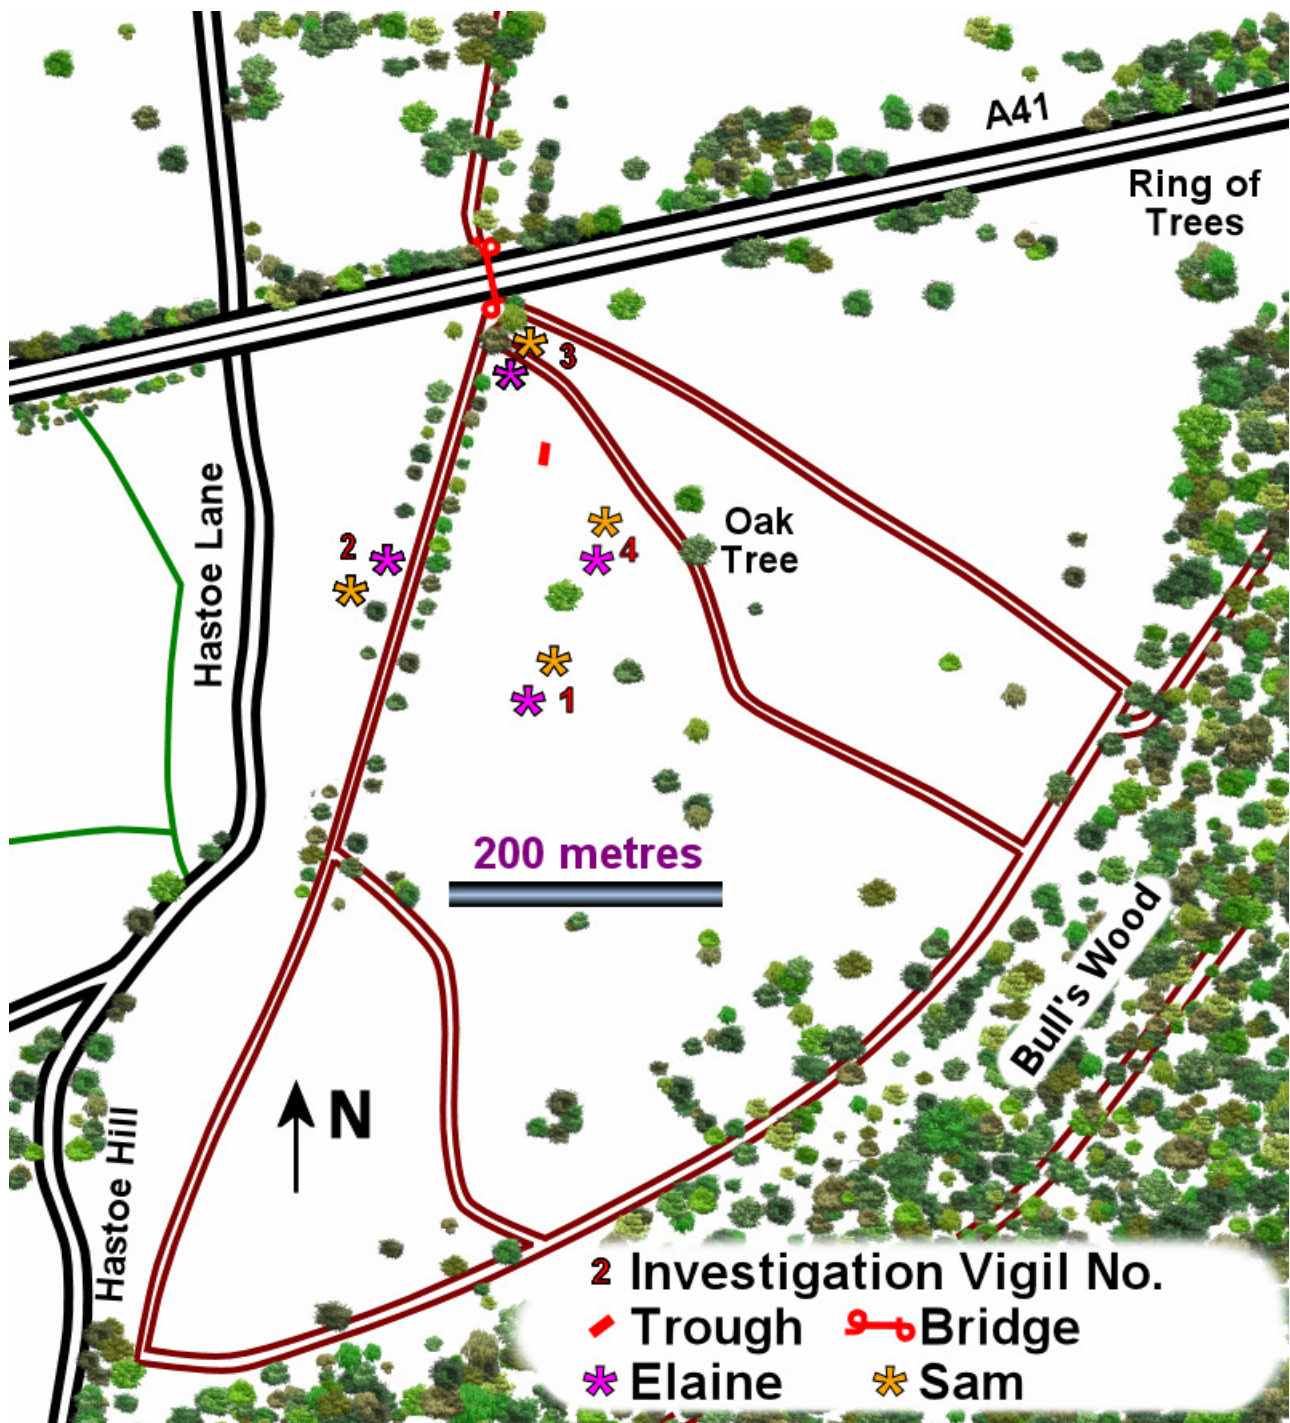 A41
Ring of
Trees
3
Hastoe Lane
Oak
Tree
2
4
1
200 metres
Bull's Wood
N
Hastoe Hill
2 Investigation Vigil No.
Trough
Bridge
Elaine
Sam